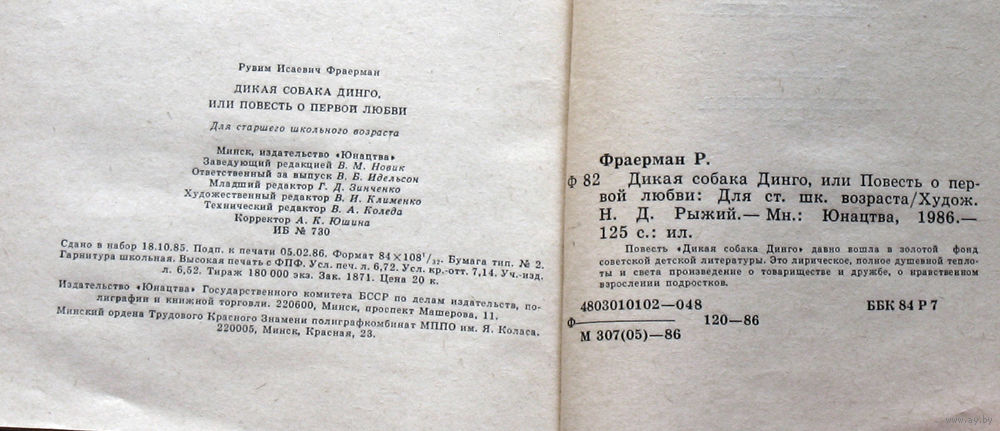 Рувим Исаевич Фраерман
ДИКАЯ СОБАКА ДИНГО,
ИЛИ ПОВЕСТЬ О ПЕРВОЙ ЛЮБВИ
Для старшего школьного возраста
Минск, издательство «Юнацтва»
Заведующий редакцией В. М. Новик
Ответственный за выпуск В. Б. Идельсон
Младший редактор Г. Д. Зинченко
Художественный редактор В. Н. Клименко
Технический редактор В. А. Коледа
Корректор А. К. Юшина
ИБ № 730
Сдано в набор 18.10.85. Подп. к печати 05.02.86. Формат 84×108¹/₃₂. Бумага тип. № 2.
Гарнитура школьная. Высокая печать с ФПФ. Усл. печ. л. 6,72. Усл. кр.-отт. 7,14. Уч.-изд.
л. 6,52. Тираж 180 000 экз. Зак. 1871. Цена 20 к.
Издательство «Юнацтва» Государственного комитета БССР по делам издательств, по-
лиграфии и книжной торговли. 220600, Минск, проспект Машерова, 11.
Минский ордена Трудового Красного Знамени полиграфкомбинат МППО им. Я. Коласа.
220005, Минск, Красная, 23.
Фраерман Р.
Ф 82 Дикая собака Динго, или Повесть о пер-
вой любви: Для ст. шк. возраста/Худож.
Н. Д. Рыжий.— Мн.: Юнацтва, 1986.—
125 с.: ил.
Повесть «Дикая собака Динго» давно вошла в золотой фонд
советской детской литературы. Это лиричное, полное душевной тепло-
ты и света произведение о товариществе и дружбе, о нравственном
взрослении подростков.
4803010102—048
Ф 120—86
М 307(05)—86
ББК 84 Р 7
www.ay.by